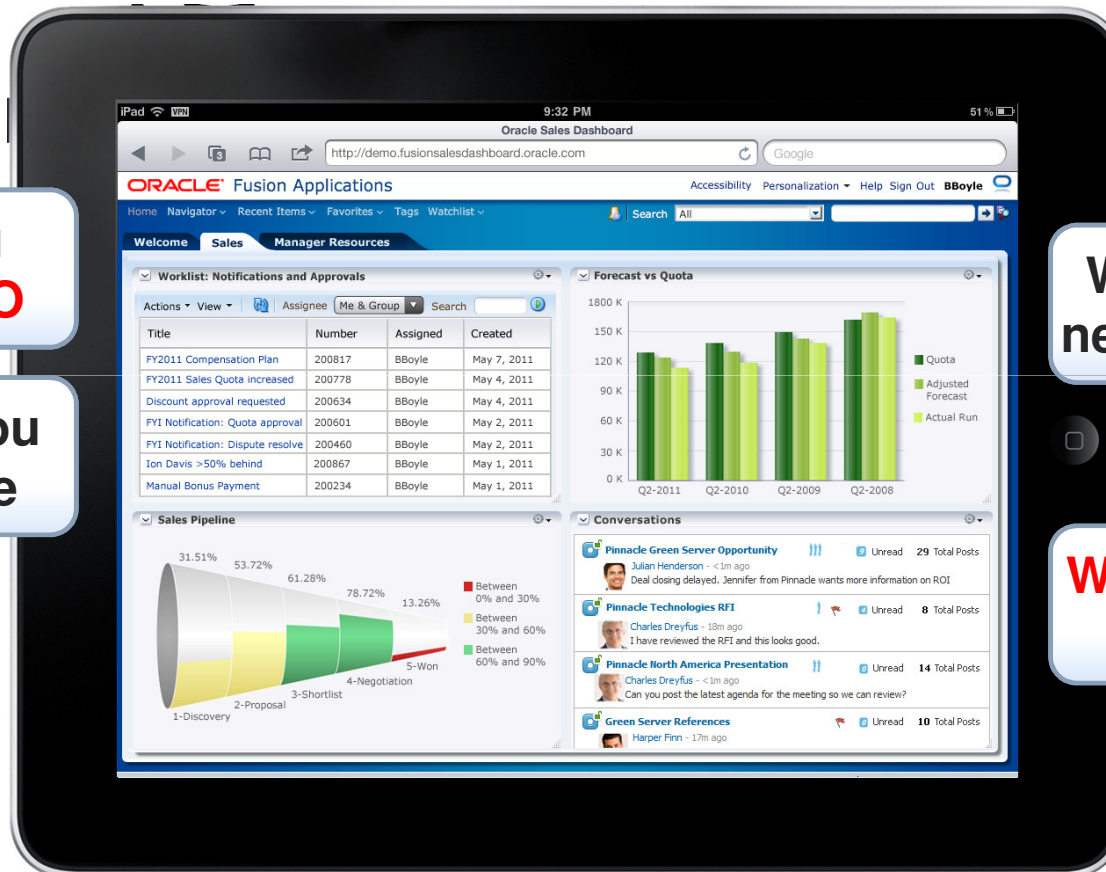 iPad VPN 9:32 PM 51 %
Oracle Sales Dashboard
3 http://demo.fusionsalesdashboard.oracle.com Google
ORACLE Fusion Applications Accessibility Personalization Help Sign Out BBoyle
Home Navigator Recent Items Favorites Tags Watchlist Search All
Welcome Sales Manager Resources
Worklist: Notifications and Approvals
Actions View Assignee Me & Group Search
Title Number Assigned Created
FY2011 Compensation Plan 200817 BBoyle May 7, 2011
FY2011 Sales Quota increased 200778 BBoyle May 4, 2011
Discount approval requested 200634 BBoyle May 4, 2011
FYI Notification: Quota approval 200601 BBoyle May 2, 2011
FYI Notification: Dispute resolve 200460 BBoyle May 2, 2011
Ion Davis >50% behind 200867 BBoyle May 1, 2011
Manual Bonus Payment 200234 BBoyle May 1, 2011
Forecast vs Quota
1800 K
150 K
120 K
90 K
60 K
30 K
0 K
Q2-2011 Q2-2010 Q2-2009 Q2-2008
Quota
Adjusted
Forecast
Actual Run
Sales Pipeline
31.51%
53.72%
61.28%
78.72%
13.26%
1-Discovery
2-Proposal
3-Shortlist
4-Negotiation
5-Won
Between
0% and 30%
Between
30% and 60%
Between
60% and 90%
Conversations
Pinnacle Green Server Opportunity Unread 29 Total Posts
Julian Henderson - <1m ago
Deal closing delayed. Jennifer from Pinnade wants more information on ROI
Pinnacle Technologies RFI Unread 8 Total Posts
Charles Dreyfus - 18m ago
I have reviewed the RFI and this looks good.
Pinnacle North America Presentation Unread 14 Total Posts
Charles Dreyfus - <1m ago
Can you post the latest agenda for the meeting so we can review?
Green Server References Unread 10 Total Posts
Harper Finn - 17m ago